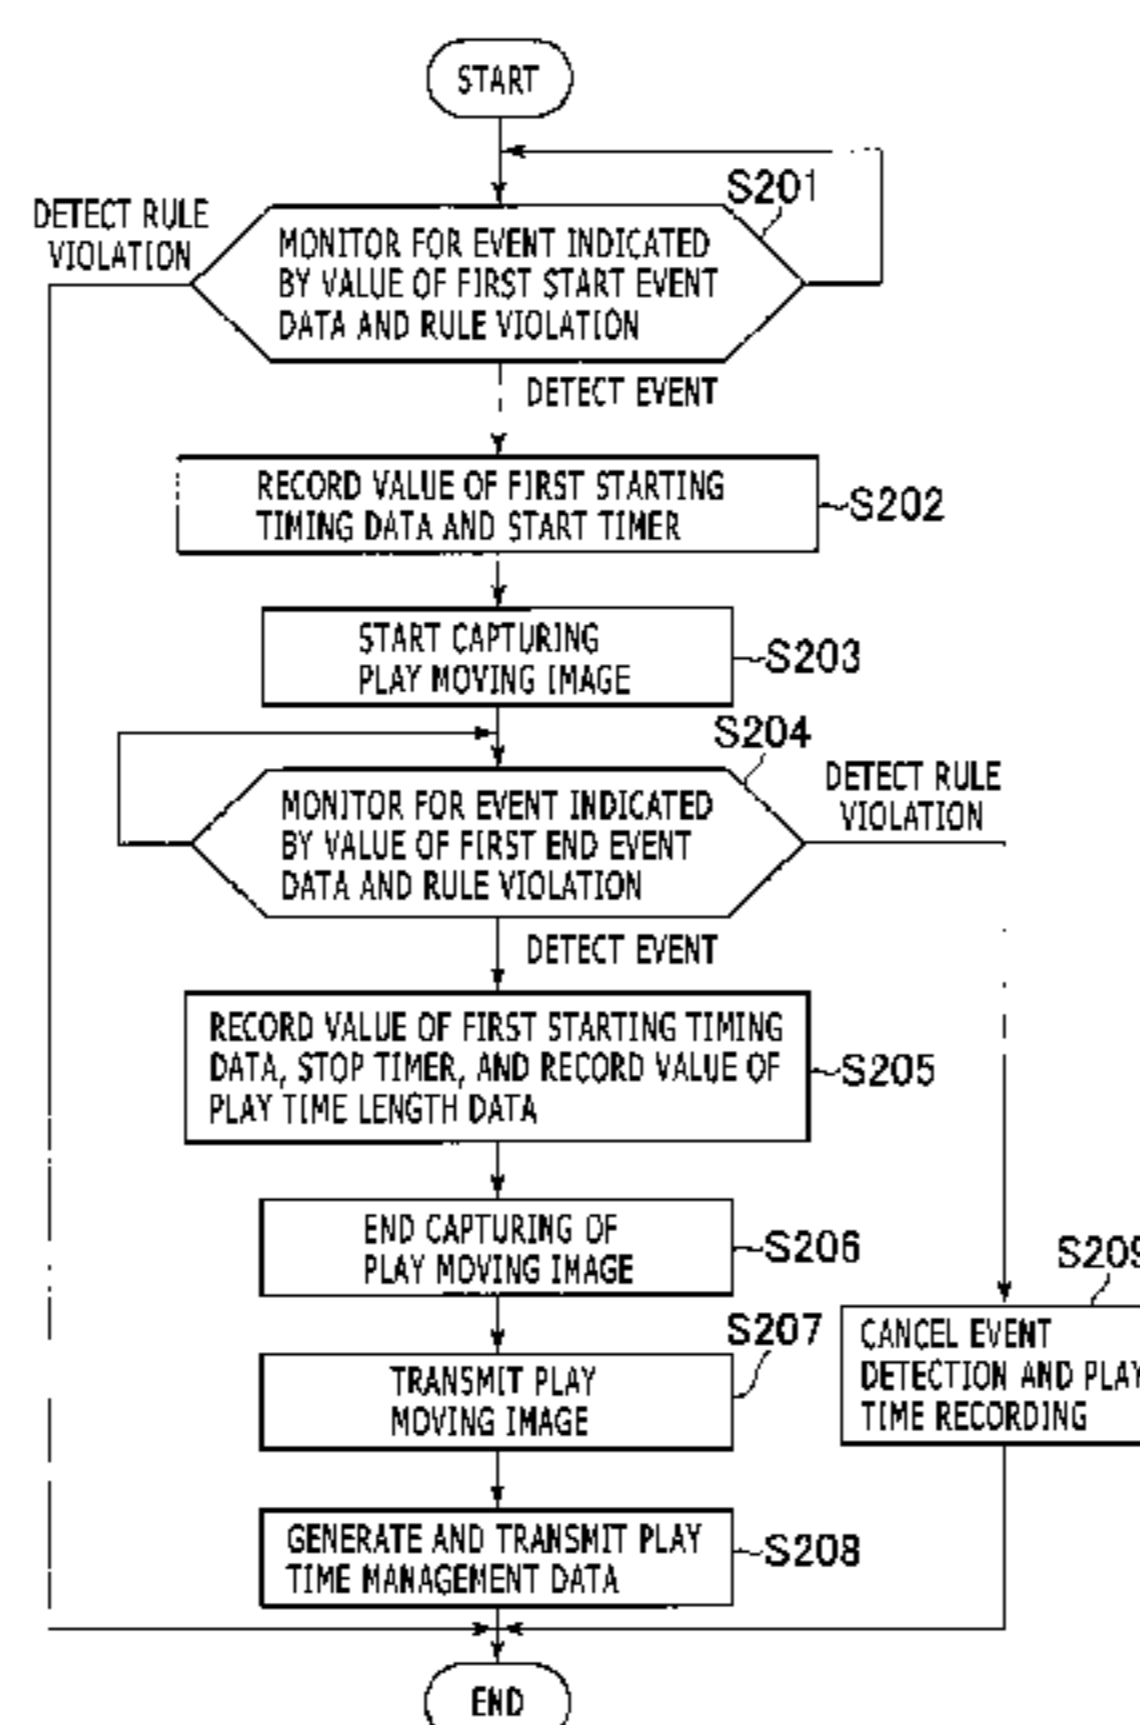 START
S201
DETECT RULE
VIOLATION
MONITOR FOR EVENT INDICATED
BY VALUE OF FIRST START EVENT
DATA AND RULE VIOLATION
DETECT EVENT
RECORD VALUE OF FIRST STARTING
TIMING DATA AND START TIMER
S202
START CAPTURING
PLAY MOVING IMAGE
S203
S204
DETECT RULE
VIOLATION
MONITOR FOR EVENT INDICATED
BY VALUE OF FIRST END EVENT
DATA AND RULE VIOLATION
DETECT EVENT
RECORD VALUE OF FIRST STARTING TIMING
DATA, STOP TIMER, AND RECORD VALUE OF
PLAY TIME LENGTH DATA
S205
END CAPTURING OF
PLAY MOVING IMAGE
S206
S209
CANCEL EVENT
DETECTION AND PLAY
TIME RECORDING
S207
TRANSMIT PLAY
MOVING IMAGE
GENERATE AND TRANSMIT PLAY
TIME MANAGEMENT DATA
S208
END